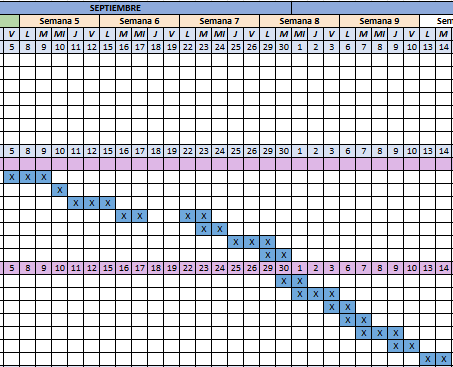 SEPTIEMBRE
Semana 5 Semana 6 Semana 7 Semana 8 Semana 9 Sem
V L M MI J V L M MI J V L M MI J V L M MI J V L M MI J V L M
5 8 9 10 11 12 15 16 17 18 19 22 23 24 25 26 29 30 1 2 3 6 7 8 9 10 13 14
5 8 9 10 11 12 15 16 17 18 19 22 23 24 25 26 29 30 1 2 3 6 7 8 9 10 13 14
X X X
X
X X X
X X X X
X X
X X X
X X
5 8 9 10 11 12 15 16 17 18 19 22 23 24 25 26 29 30 1 2 3 6 7 8 9 10 13 14
X X
X X X
X X
X X
X X X
X X
X X